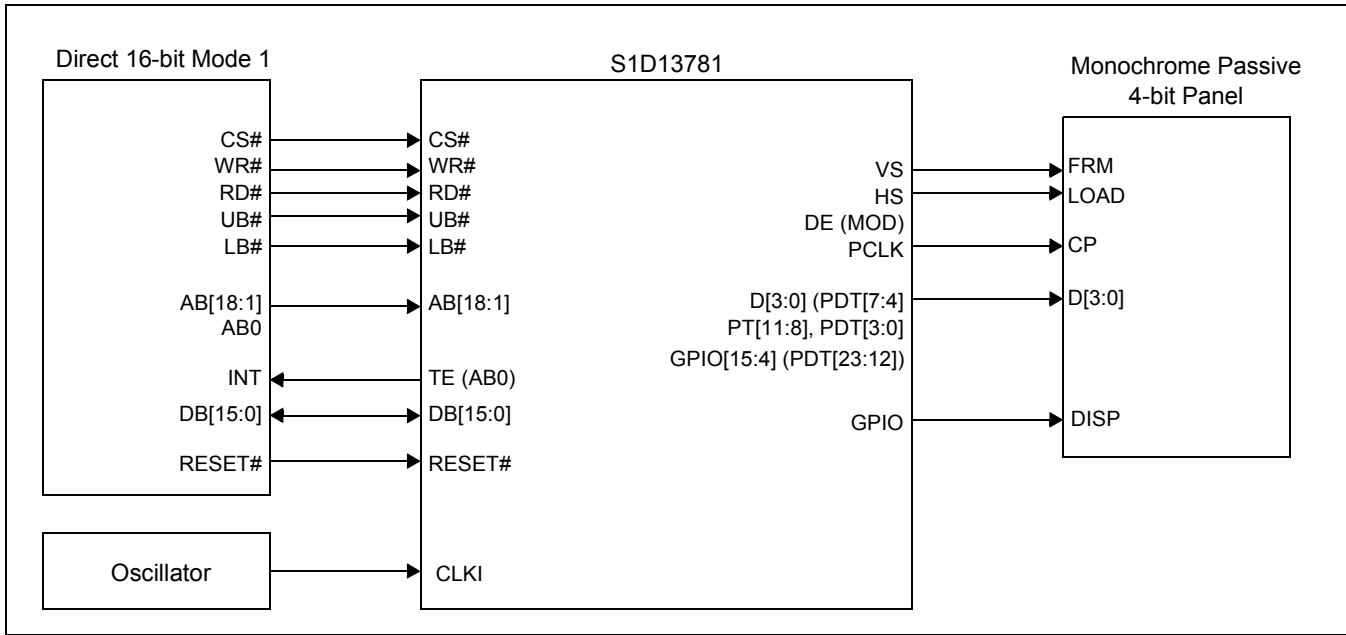 Direct 16-bit Mode 1
CS#
WR#
RD#
UB#
LB#
AB[18:1]
AB0
INT
DB[15:0]
RESET#
Oscillator
S1D13781
CS#
WR#
RD#
UB#
LB#
AB[18:1]
TE (AB0)
DB[15:0]
RESET#
CLKI
VS
HS
DE (MOD)
PCLK
D[3:0] (PDT[7:4]
PT[11:8], PDT[3:0]
GPIO[15:4] (PDT[23:12])
GPIO
Monochrome Passive
4-bit Panel
FRM
LOAD
CP
D[3:0]
DISP